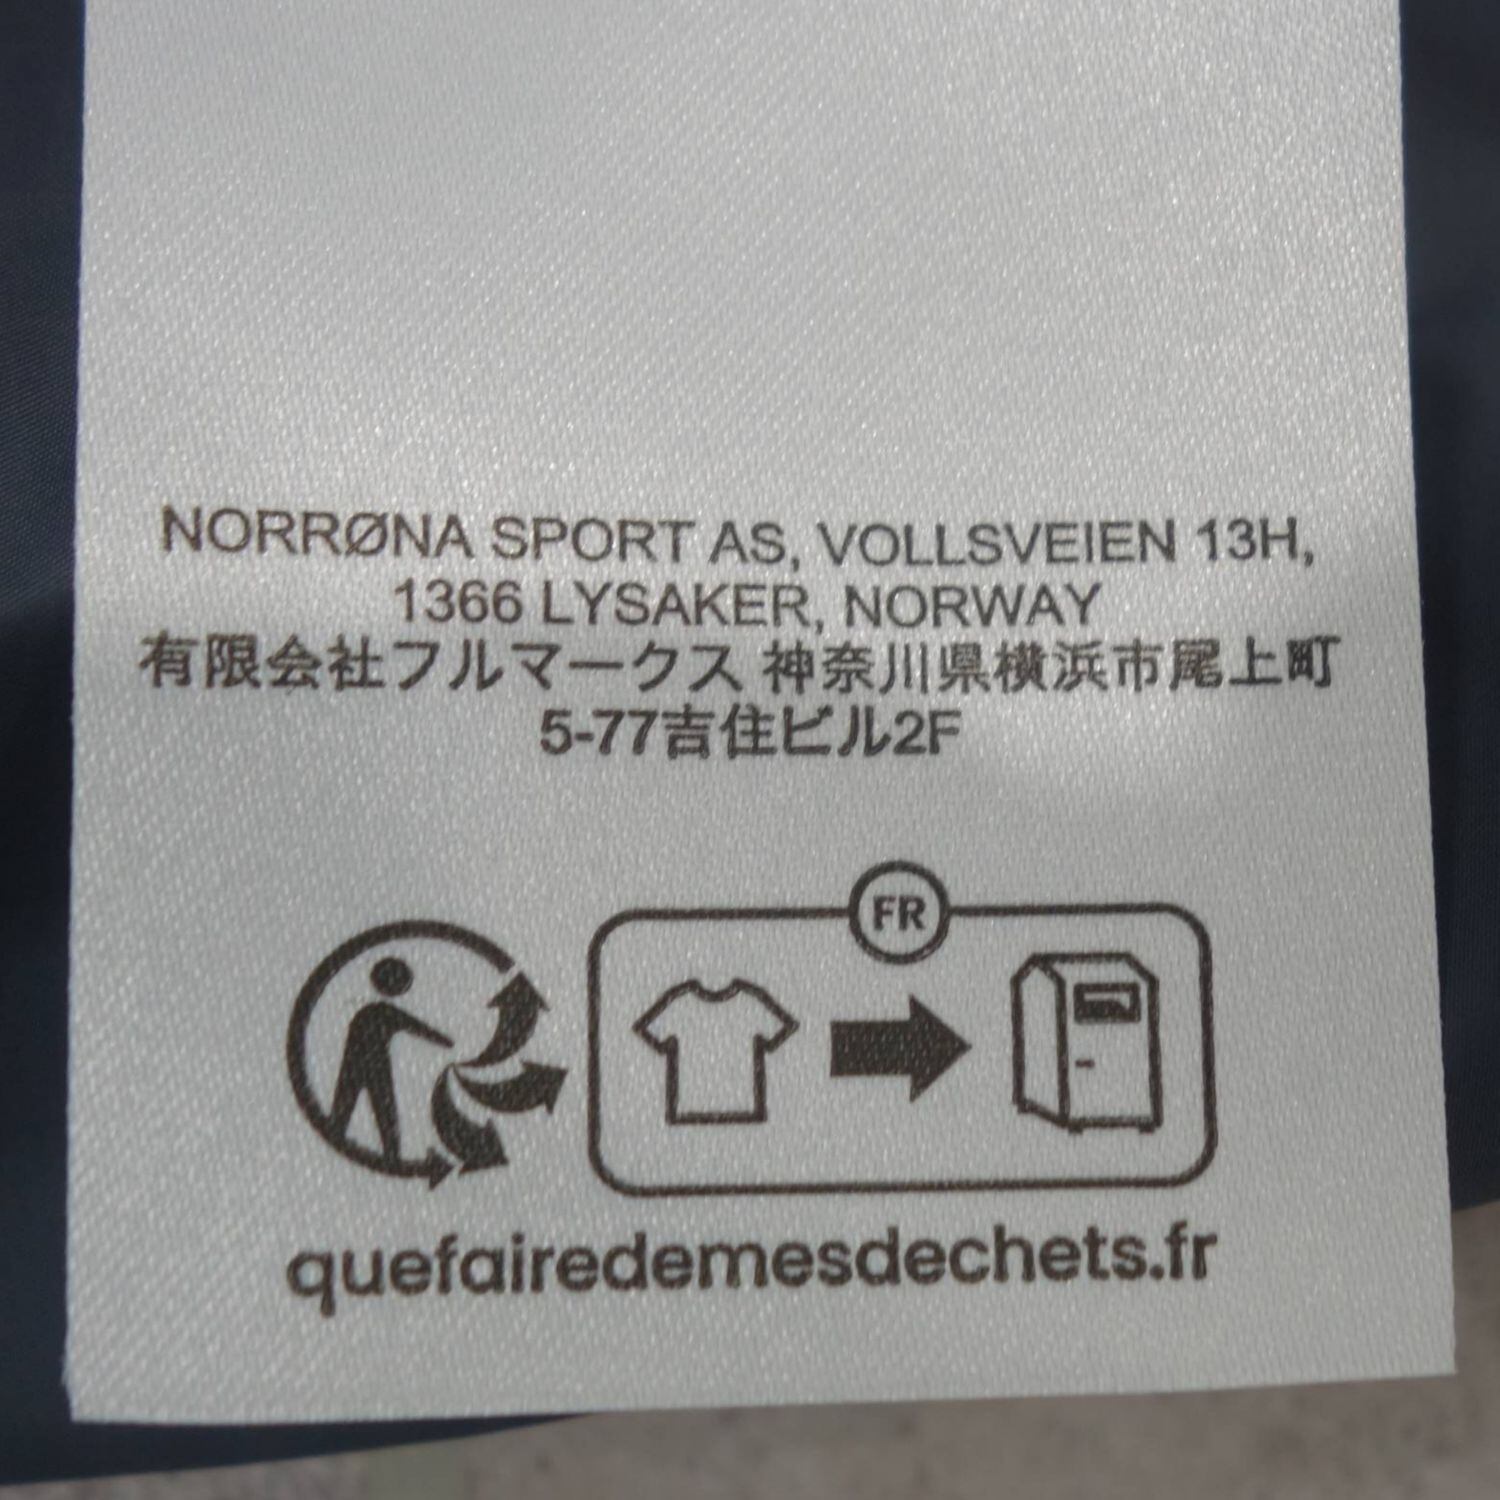 NORRØNA SPORT AS, VOLLSVEIEN 13H,
1366 LYSAKER, NORWAY
有限会社フルマークス 神奈川県横浜市尾上町
5-77吉住ビル2F
FR
quefairedemesdechets.fr